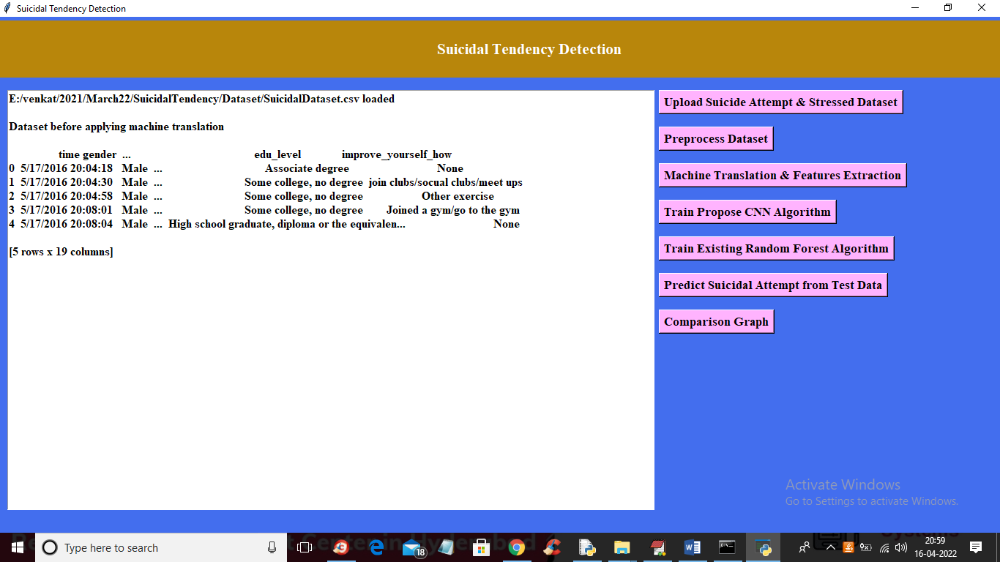 Suicidal Tendency Detection
Suicidal Tendency Detection
E:/venkat/2021/March22/SuicidalTendency/Dataset/SuicidalDataset.csv loaded
Dataset before applying machine translation
time gender ... edu_level improve_yourself_how
0 5/17/2016 20:04:18 Male ... Associate degree None
1 5/17/2016 20:04:30 Male ... Some college, no degree join clubs/socual clubs/meet ups
2 5/17/2016 20:04:58 Male ... Some college, no degree Other exercise
3 5/17/2016 20:08:01 Male ... Some college, no degree Joined a gym/go to the gym
4 5/17/2016 20:08:04 Male ... High school graduate, diploma or the equivalen... None
[5 rows x 19 columns]
Upload Suicide Attempt & Stressed Dataset
Preprocess Dataset
Machine Translation & Features Extraction
Train Propose CNN Algorithm
Train Existing Random Forest Algorithm
Predict Suicidal Attempt from Test Data
Comparison Graph
Activate Windows
Go to Settings to activate Windows.
Type here to search
18
Systems
20:59
16-04-2022